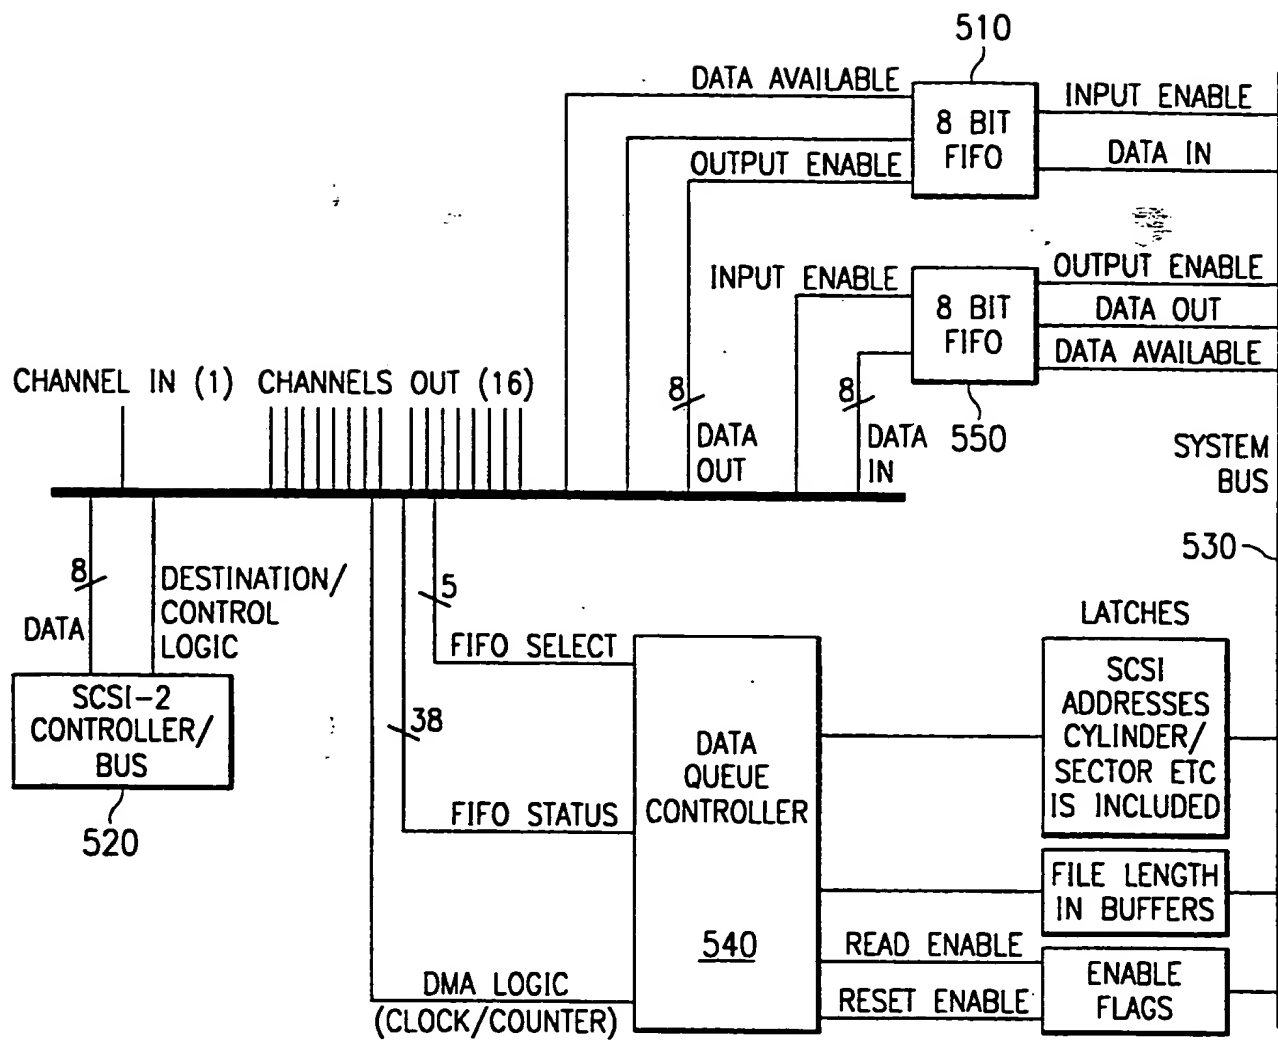 510
DATA AVAILABLE
INPUT ENABLE
8 BIT
FIFO
OUTPUT ENABLE
DATA IN
INPUT ENABLE
8 BIT
FIFO
OUTPUT ENABLE
DATA OUT
DATA AVAILABLE
550
CHANNEL IN (1)
CHANNELS OUT (16)
8
DATA
OUT
8
DATA
IN
SYSTEM
BUS
530
8
DATA
DESTINATION/
CONTROL
LOGIC
5
FIFO SELECT
38
FIFO STATUS
DMA LOGIC
(CLOCK/COUNTER)
SCSI-2
CONTROLLER/
BUS
520
DATA
QUEUE
CONTROLLER
540
LATCHES
SCSI
ADDRESSES
CYLINDER/
SECTOR ETC
IS INCLUDED
FILE LENGTH
IN BUFFERS
READ ENABLE
RESET ENABLE
ENABLE
FLAGS